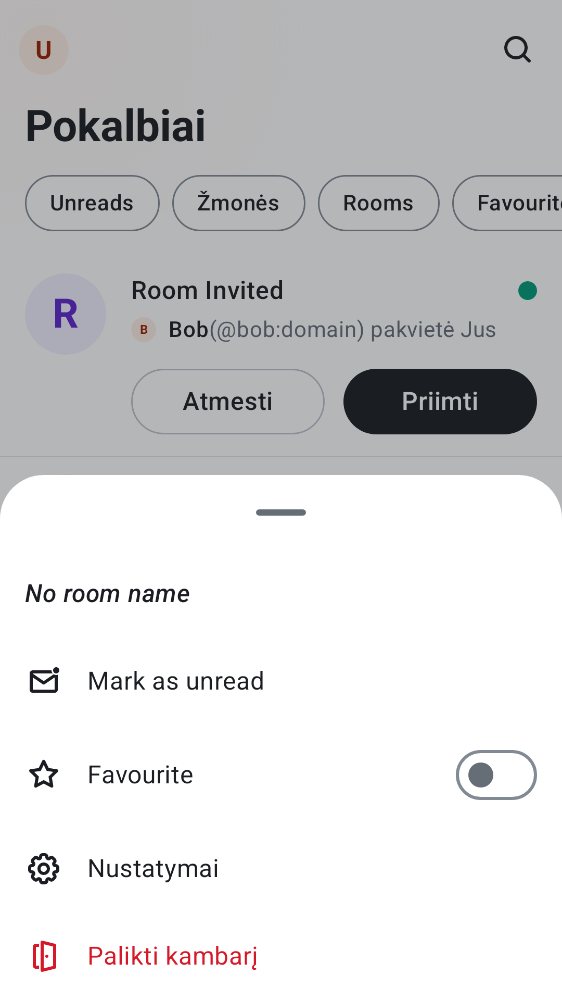 U
Pokalbiai
Unreads Žmonės Rooms Favourit
R
Room Invited
B Bob(@bob:domain) pakvietė Jus
Atmesti Priimti
No room name
Mark as unread
Favourite
Nustatymai
Palikti kambarį